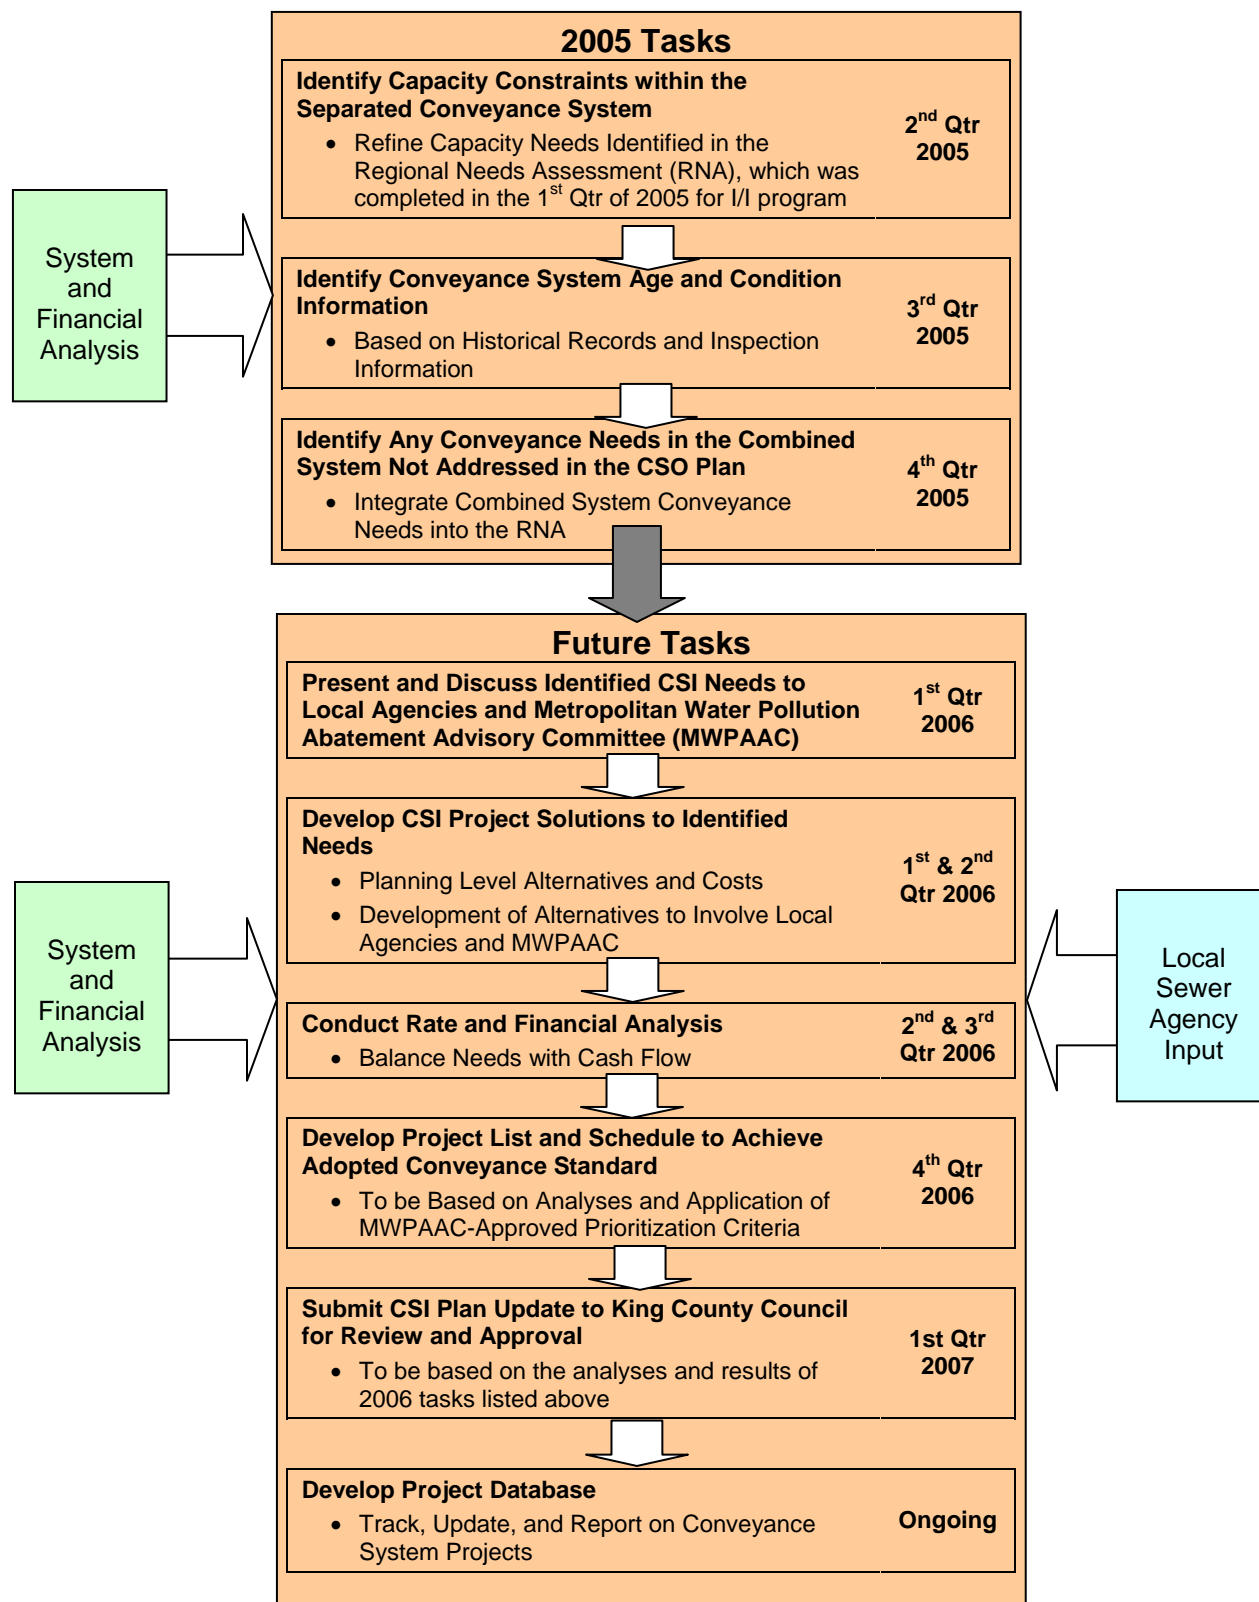 2005 Tasks
Identify Capacity Constraints within the
Separated Conveyance System
• Refine Capacity Needs Identified in the
Regional Needs Assessment (RNA), which was
completed in the 1st Qtr of 2005 for I/I program
2nd Qtr
2005
System
and
Financial
Analysis
Identify Conveyance System Age and Condition
Information
• Based on Historical Records and Inspection
Information
3rd Qtr
2005
Identify Any Conveyance Needs in the Combined
System Not Addressed in the CSO Plan
• Integrate Combined System Conveyance
Needs into the RNA
4th Qtr
2005
Future Tasks
Present and Discuss Identified CSI Needs to
Local Agencies and Metropolitan Water Pollution
Abatement Advisory Committee (MWPAAC)
1st Qtr
2006
Develop CSI Project Solutions to Identified
Needs
• Planning Level Alternatives and Costs
• Development of Alternatives to Involve Local
Agencies and MWPAAC
1st & 2nd
Qtr 2006
System
and
Financial
Analysis
Local
Sewer
Agency
Input
Conduct Rate and Financial Analysis
• Balance Needs with Cash Flow
2nd & 3rd
Qtr 2006
Develop Project List and Schedule to Achieve
Adopted Conveyance Standard
• To be Based on Analyses and Application of
MWPAAC-Approved Prioritization Criteria
4th Qtr
2006
Submit CSI Plan Update to King County Council
for Review and Approval
• To be based on the analyses and results of
2006 tasks listed above
1st Qtr
2007
Develop Project Database
• Track, Update, and Report on Conveyance
System Projects
Ongoing